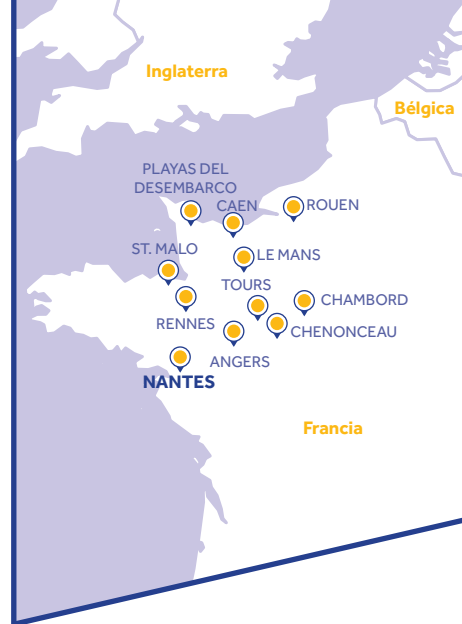 Inglaterra
Bélgica
PLAYAS DEL
DESEMBARCO
CAEN
ROUEN
ST. MALO
LE MANS
TOURS
CHAMBORD
RENNES
CHENONCEAU
ANGERS
NANTES
Francia